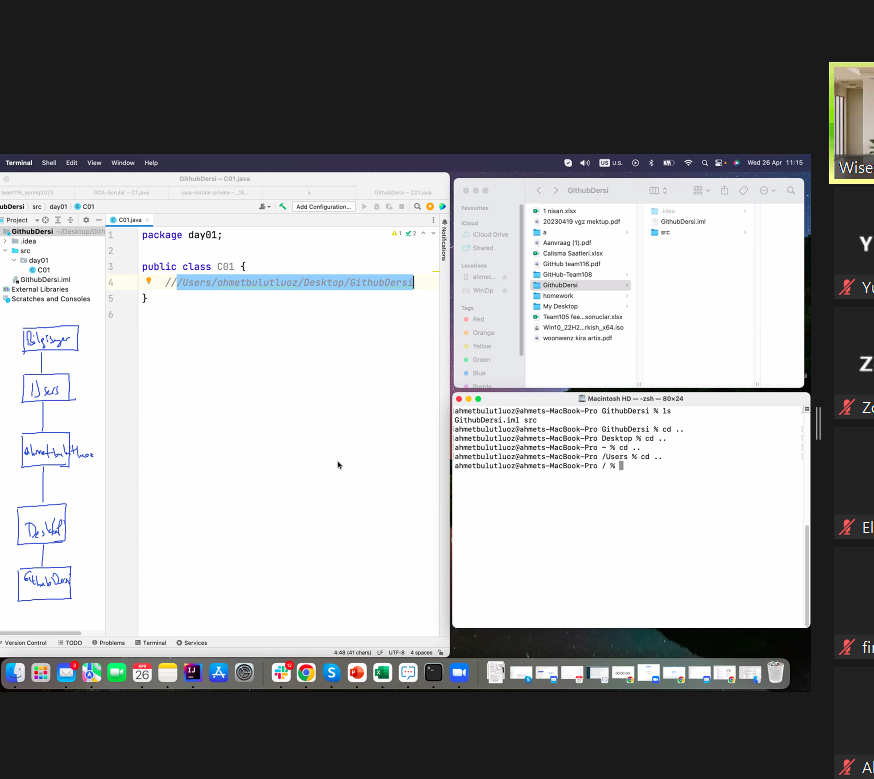 Terminal Shell Edit View Window Help
U.S. Wed 26 Apr 11:15
GithubDersi – C01.java
team116_spring2023 OCA-Sorular – C1.java java-sorular-private – a GithubDersi – C01.java
src day01 C01
Add Configuration...
Project
C01.java
GithubDersi
.idea
src
day01
C01
GithubDersi.iml
External Libraries
Scratches and Consoles
1 package day01;
2
3 public class C01 {
4 ///Users/ahmetbulutluoz/Desktop/GithubDersi
5 }
6
1 2
Notifications
Bilgisayar
Users
Ahmetbulutluoz
Desktop
GithubDersi
Version Control TODO Problems Terminal Services
4:48 (41 chars) LF UTF-8 4 spaces
GithubDersi
Favourites
iCloud
iCloud Drive
Shared
Locations
ahmet...
WinZip
Tags
Red
Orange
Yellow
Green
Blue
Purple
1 nisan.xlsx
20230419 vgz mektup.pdf
a
Aanvraag (1).pdf
Calisma Saatleri.xlsx
GitHub team116.pdf
GitHub-Team108
GithubDersi
homework
My Desktop
Team105 fee...sonuclar.xlsx
Win10_22H2...rkish_x64.iso
woonwenz kira artis.pdf
.idea
GithubDersi.iml
src
Macintosh HD — -zsh — 80×24
ahmetbulutluoz@ahmets-MacBook-Pro GithubDersi % ls
GithubDersi.iml src
ahmetbulutluoz@ahmets-MacBook-Pro GithubDersi % cd ..
ahmetbulutluoz@ahmets-MacBook-Pro Desktop % cd ..
ahmetbulutluoz@ahmets-MacBook-Pro ~ % cd ..
ahmetbulutluoz@ahmets-MacBook-Pro /Users % cd ..
ahmetbulutluoz@ahmets-MacBook-Pro / %
APR
26
Wise
Y
Yu
Z
Zo
El
fir
Al